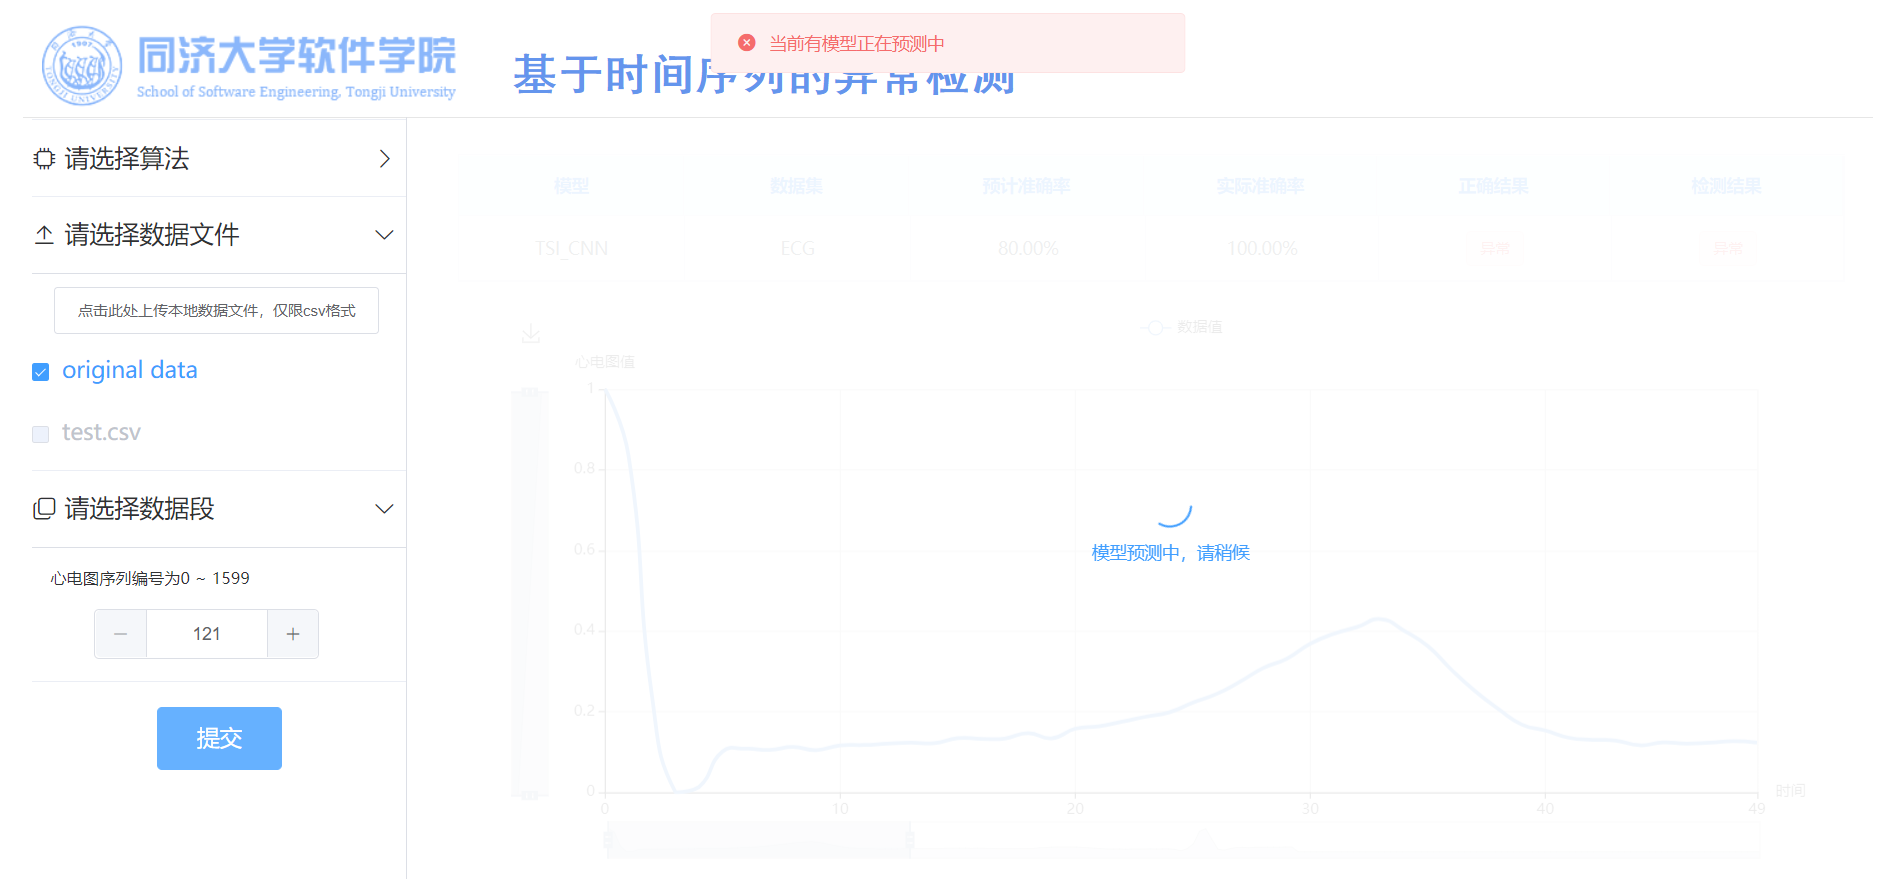 当前有模型正在预测中
同济大学软件学院
School of Software Engineering, Tongji University
基于时间序列的异常检测
请选择算法
请选择数据文件
点击此处上传本地数据文件，仅限csv格式
original data
test.csv
请选择数据段
心电图序列编号为0 ~ 1599
− 121 +
提交
模型 数据集 预计准确率 实际准确率 正确结果 检测结果
TSI_CNN ECG 80.00% 100.00% 异常 异常
数据值
心电图值
1
0.8
0.6
0.4
0.2
0
模型预测中，请稍候
时间
0 10 20 30 40 49